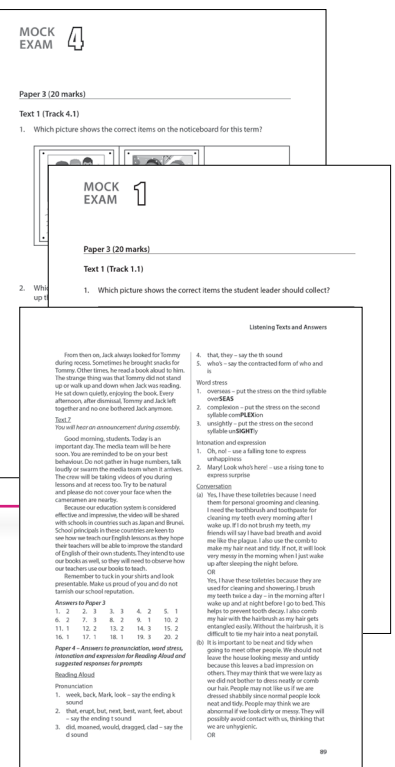 MOCK
EXAM 4
Paper 3 (20 marks)
Text 1 (Track 4.1)
1. Which picture shows the correct items on the noticeboard for this term?
2. Whic
up th
MOCK
EXAM 1
Paper 3 (20 marks)
Text 1 (Track 1.1)
1. Which picture shows the correct items the student leader should collect?
Listening Texts and Answers
From then on, Jack always looked for Tommy
during recess. Sometimes he brought snacks for
Tommy. Other times, he read a book aloud to him.
The strange thing was that Tommy did not stand
up or walk up and down when Jack was reading.
He sat down quietly, enjoying the book. Every
afternoon, after dismissal, Tommy and Jack left
together and no one bothered Jack anymore.
Text 7
You will hear an announcement during assembly.
Good morning, students. Today is an
important day. The media team will be here
soon. You are reminded to be on your best
behaviour. Do not gather in huge numbers, talk
loudly or swarm the media team when it arrives.
The crew will be taking videos of you during
lessons and at recess too. Try to be natural
and please do not cover your face when the
cameramen are nearby.
Because our education system is considered
effective and impressive, the video will be shared
with schools in countries such as Japan and Brunei.
School principals in these countries are keen to
see how we teach our English lessons as they hope
their teachers will be able to improve the standard
of English of their own students. They intend to use
our books as well, so they will need to observe how
our teachers use our books to teach.
Remember to tuck in your shirts and look
presentable. Make us proud of you and do not
tarnish our school reputation.
Answers to Paper 3
1. 2 2. 3 3. 3 4. 2 5. 1
6. 2 7. 3 8. 2 9. 1 10. 2
11. 1 12. 2 13. 2 14. 3 15. 2
16. 1 17. 1 18. 1 19. 3 20. 2
Paper 4 – Answers to pronunciation, word stress,
intonation and expression for Reading Aloud and
suggested responses for prompts
Reading Aloud
Pronunciation
1. week, back, Mark, look – say the ending k
sound
2. that, erupt, but, next, best, want, feet, about
– say the ending t sound
3. did, moaned, would, dragged, clad – say the
d sound
4. that, they – say the th sound
5. who's – say the contracted form of who and
is
Word stress
1. overseas – put the stress on the third syllable
overSEAS
2. complexion – put the stress on the second
syllable comPLEXion
3. unsightly – put the stress on the second
syllable unSIGHTly
Intonation and expression
1. Oh, no! – use a falling tone to express
unhappiness
2. Mary! Look who's here! – use a rising tone to
express surprise
Conversation
(a) Yes, I have these toiletries because I need
them for personal grooming and cleaning.
I need the toothbrush and toothpaste for
cleaning my teeth every morning after I
wake up. If I do not brush my teeth, my
friends will say I have bad breath and avoid
me like the plague. I also use the comb to
make my hair neat and tidy. If not, it will look
very messy in the morning when I just wake
up after sleeping the night before.
OR
Yes, I have these toiletries because they are
used for cleaning and showering. I brush
my teeth twice a day – in the morning after I
wake up and at night before I go to bed. This
helps to prevent tooth decay. I also comb
my hair with the hairbrush as my hair gets
entangled easily. Without the hairbrush, it is
difficult to tie my hair into a neat ponytail.
(b) It is important to be neat and tidy when
going to meet other people. We should not
leave the house looking messy and untidy
because this leaves a bad impression on
others. They may think that we were lazy as
we did not bother to dress neatly or comb
our hair. People may not like us if we are
dressed shabbily since normal people look
neat and tidy. People may think we are
abnormal if we look dirty or messy. They will
possibly avoid contact with us, thinking that
we are unhygienic.
OR
89